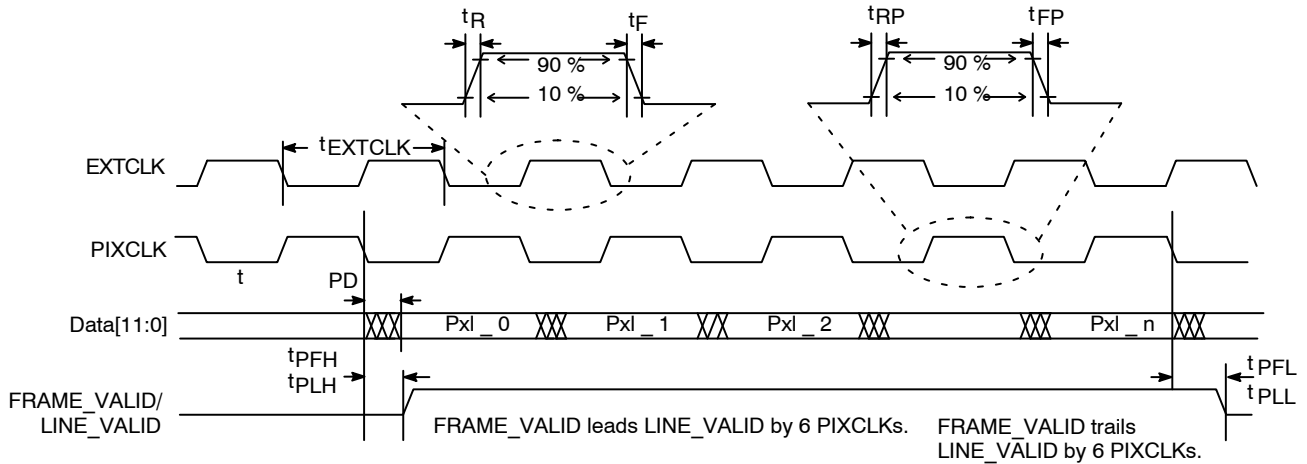 tR
tF
tRP
tFP
90 %
90 %
10 %
10 %
tEXTCLK
EXTCLK
PIXCLK
t
PD
Data[11:0]
Pxl _ 0
Pxl _ 1
Pxl _ 2
Pxl _ n
tPFH
tPLH
tPFL
tPLL
FRAME_VALID/
LINE_VALID
FRAME_VALID leads LINE_VALID by 6 PIXCLKs.
FRAME_VALID trails
LINE_VALID by 6 PIXCLKs.